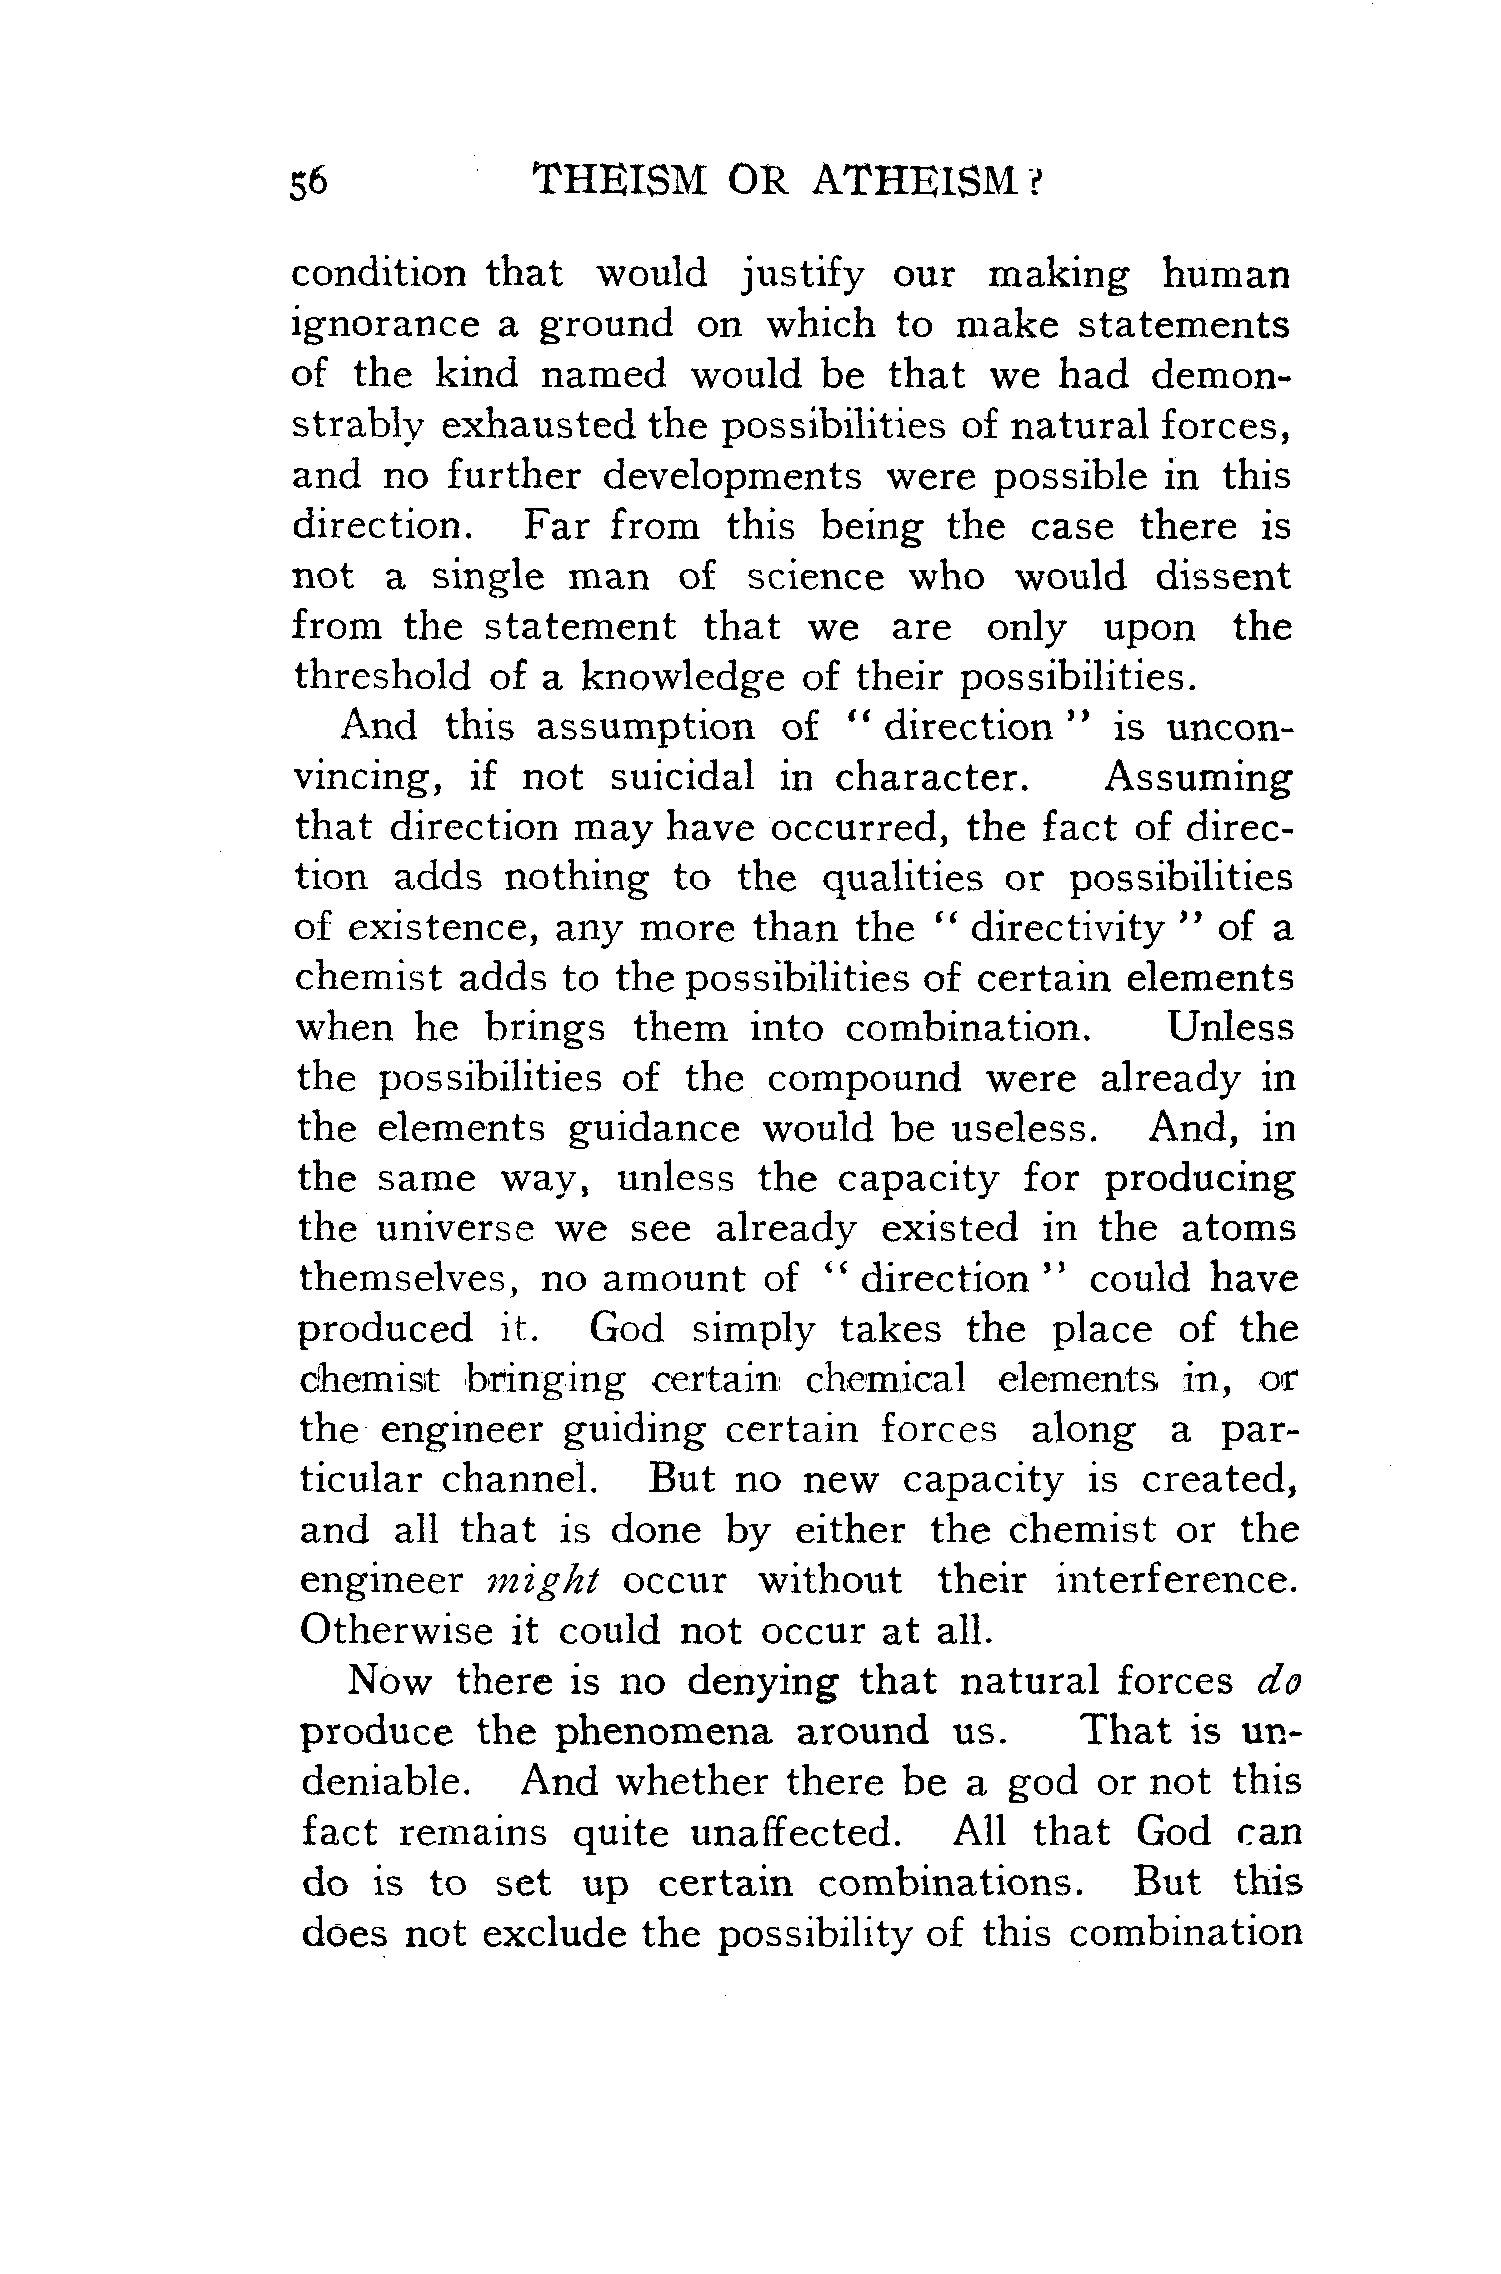 56 THEISM OR ATHEISM?
condition that would justify our making human
ignorance a ground on which to make statements
of the kind named would be that we had demon-
strably exhausted the possibilities of natural forces,
and no further developments were possible in this
direction. Far from this being the case there is
not a single man of science who would dissent
from the statement that we are only upon the
threshold of a knowledge of their possibilities.
And this assumption of " direction " is uncon-
vincing, if not suicidal in character. Assuming
that direction may have occurred, the fact of direc-
tion adds nothing to the qualities or possibilities
of existence, any more than the " directivity " of a
chemist adds to the possibilities of certain elements
when he brings them into combination. Unless
the possibilities of the compound were already in
the elements guidance would be useless. And, in
the same way, unless the capacity for producing
the universe we see already existed in the atoms
themselves, no amount of " direction " could have
produced it. God simply takes the place of the
chemist bringing certain chemical elements in, or
the engineer guiding certain forces along a par-
ticular channel. But no new capacity is created,
and all that is done by either the chemist or the
engineer might occur without their interference.
Otherwise it could not occur at all.
Now there is no denying that natural forces do
produce the phenomena around us. That is un-
deniable. And whether there be a god or not this
fact remains quite unaffected. All that God can
do is to set up certain combinations. But this
does not exclude the possibility of this combination